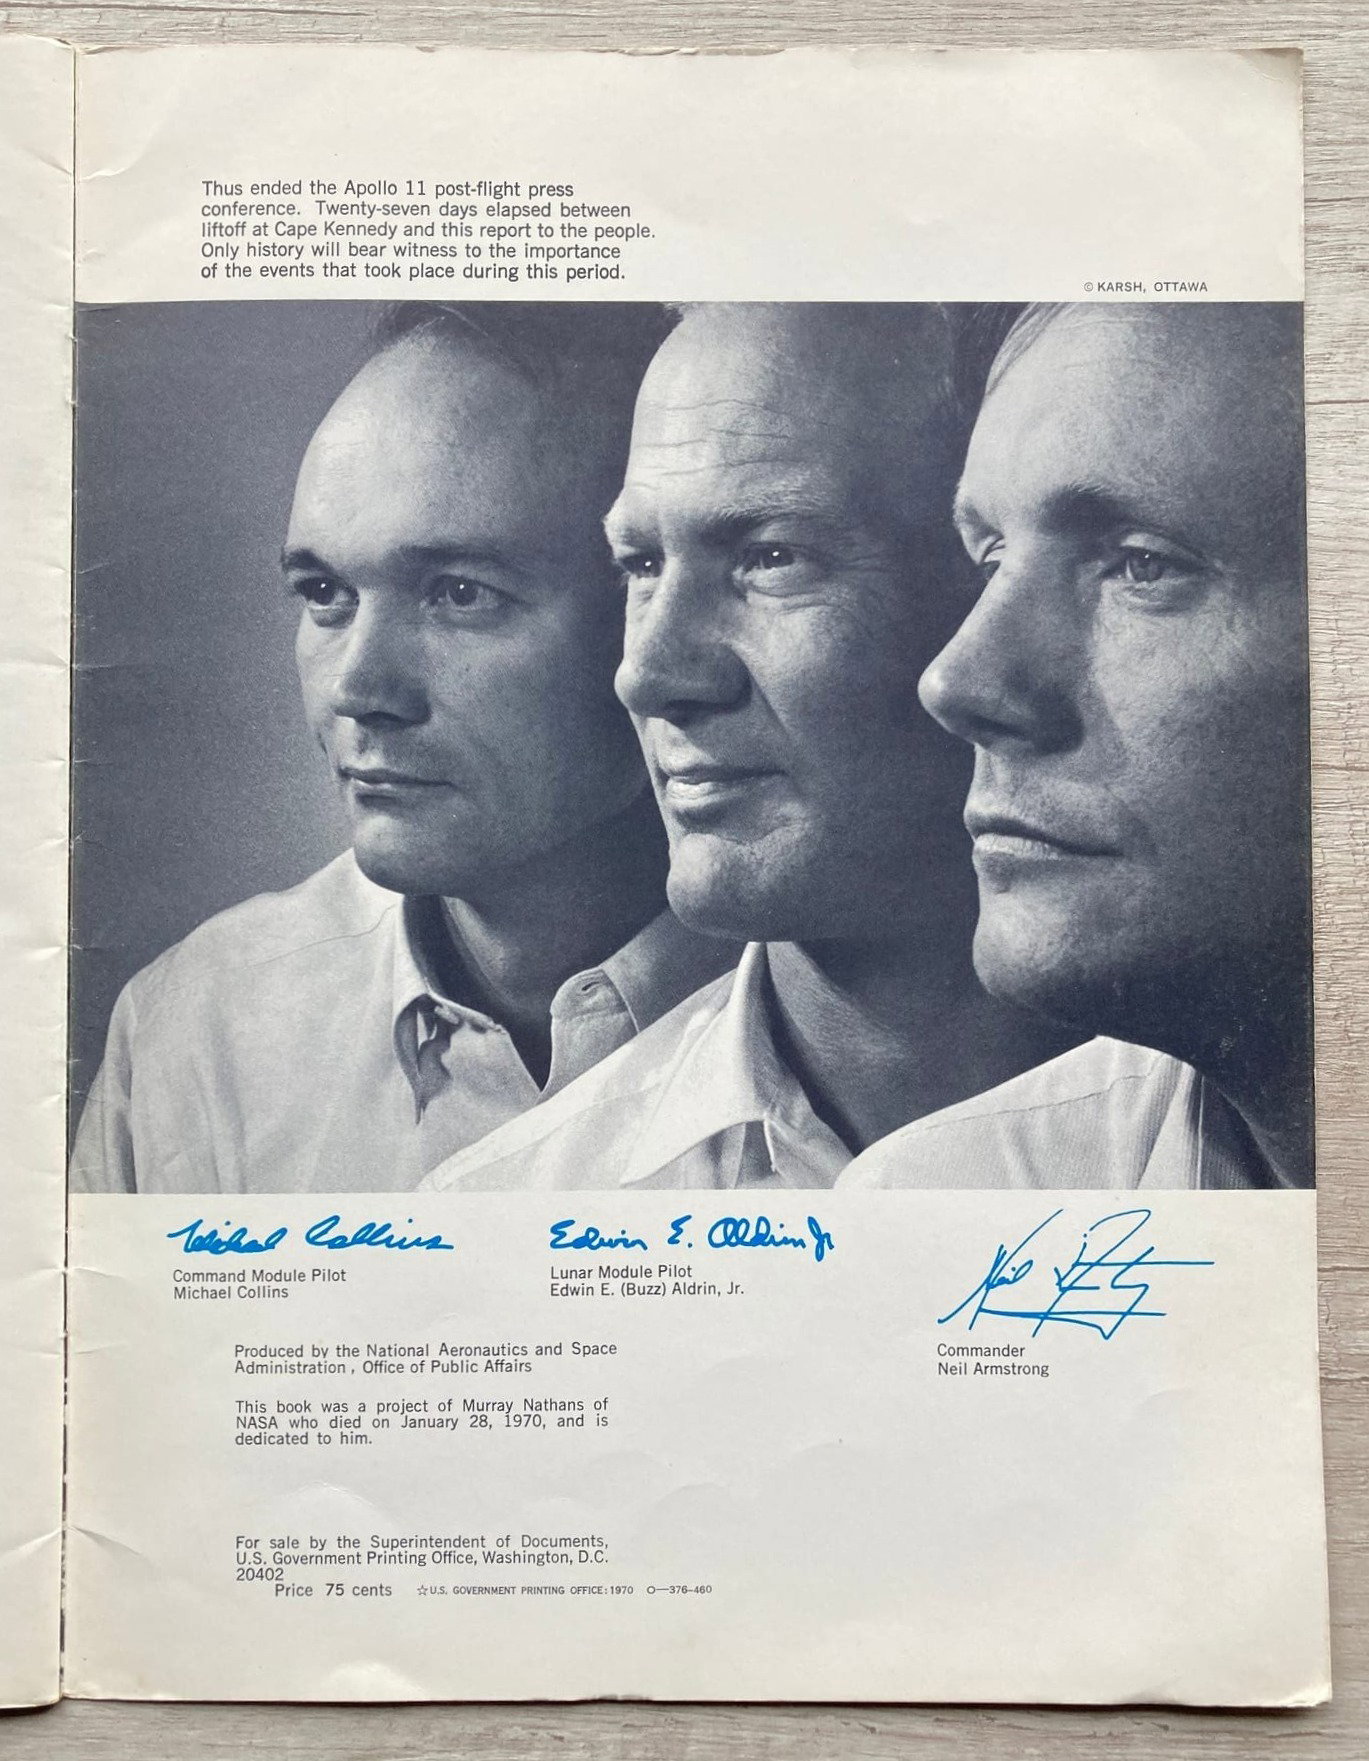 Thus ended the Apollo 11 post-flight press
conference. Twenty-seven days elapsed between
liftoff at Cape Kennedy and this report to the people.
Only history will bear witness to the importance
of the events that took place during this period.
© KARSH, OTTAWA
Michael Collins
Command Module Pilot
Michael Collins
Edwin E. Aldrin Jr
Lunar Module Pilot
Edwin E. (Buzz) Aldrin, Jr.
Neil Armstrong
Commander
Neil Armstrong
Produced by the National Aeronautics and Space
Administration, Office of Public Affairs
This book was a project of Murray Nathans of
NASA who died on January 28, 1970, and is
dedicated to him.
For sale by the Superintendent of Documents,
U.S. Government Printing Office, Washington, D.C.
20402
Price 75 cents ☆U.S. GOVERNMENT PRINTING OFFICE: 1970 O—376-460